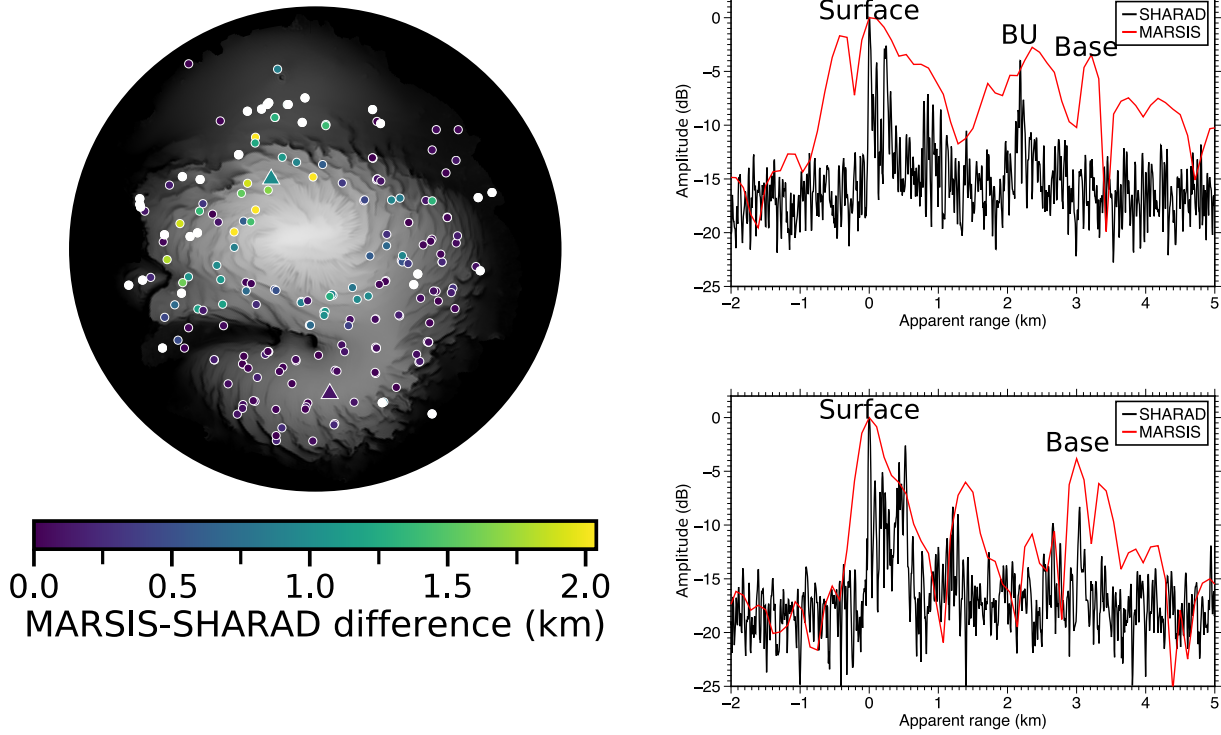 0.0 0.5 1.0 1.5 2.0
MARSIS-SHARAD difference (km)
Surface
BU
Base
SHARAD
MARSIS
Amplitude (dB)
0
−5
−10
−15
−20
−25
−2 −1 0 1 2 3 4 5
Apparent range (km)
Surface
Base
SHARAD
MARSIS
Amplitude (dB)
0
−5
−10
−15
−20
−25
−2 −1 0 1 2 3 4 5
Apparent range (km)